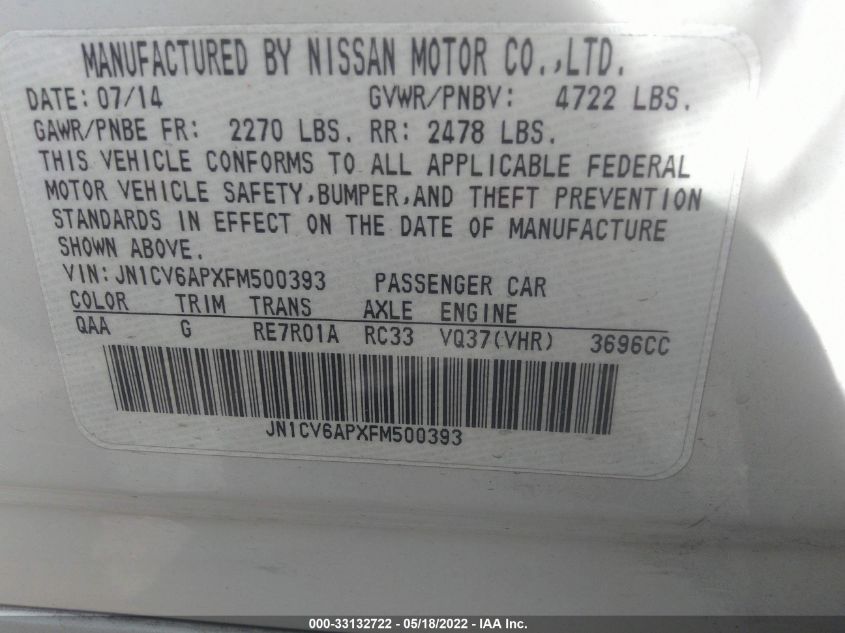 MANUFACTURED BY NISSAN MOTOR CO.,LTD.
DATE: 07/14 GVWR/PNBV: 4722 LBS.
GAWR/PNBE FR: 2270 LBS. RR: 2478 LBS.
THIS VEHICLE CONFORMS TO ALL APPLICABLE FEDERAL
MOTOR VEHICLE SAFETY,BUMPER,AND THEFT PREVENTION
STANDARDS IN EFFECT ON THE DATE OF MANUFACTURE
SHOWN ABOVE.
VIN:JN1CV6APXFM500393 PASSENGER CAR
COLOR TRIM TRANS AXLE ENGINE
QAA G RE7R01A RC33 VQ37(VHR) 3696CC
JN1CV6APXFM500393
000-33132722 - 05/18/2022 - IAA Inc.